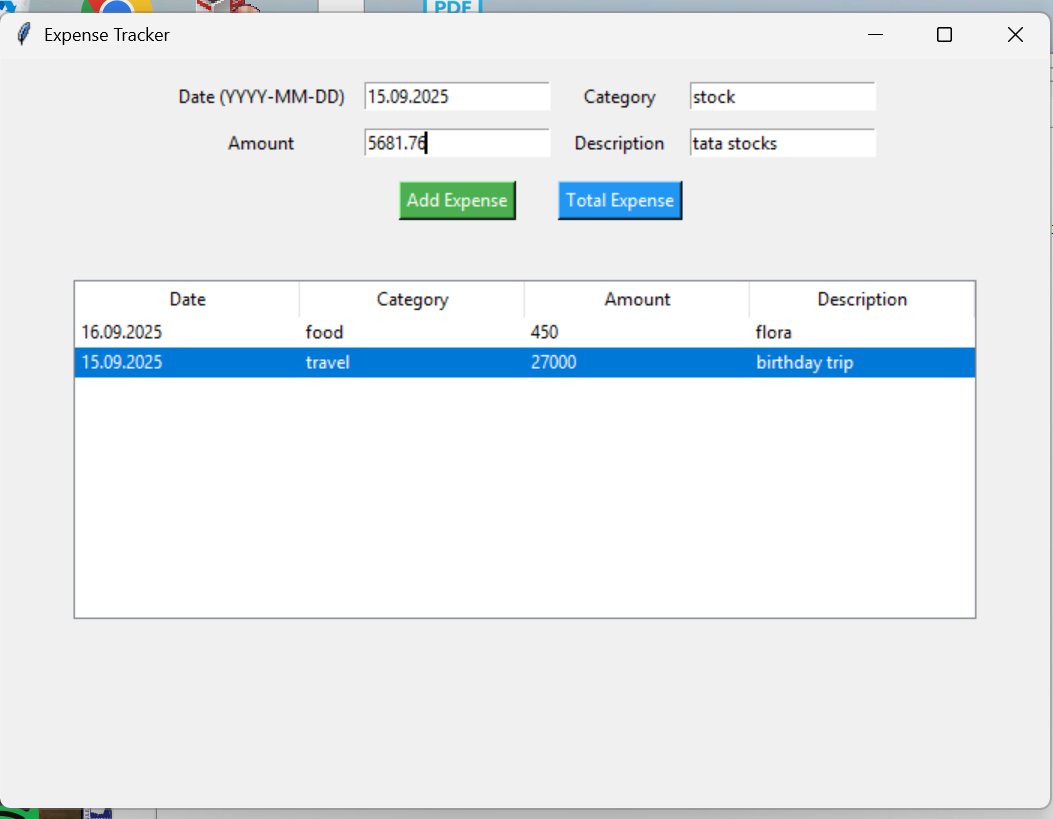 PDF
Expense Tracker
Date (YYYY-MM-DD) 15.09.2025 Category stock
Amount 5681.76 Description tata stocks
Add Expense Total Expense
Date Category Amount Description
16.09.2025 food 450 flora
15.09.2025 travel 27000 birthday trip